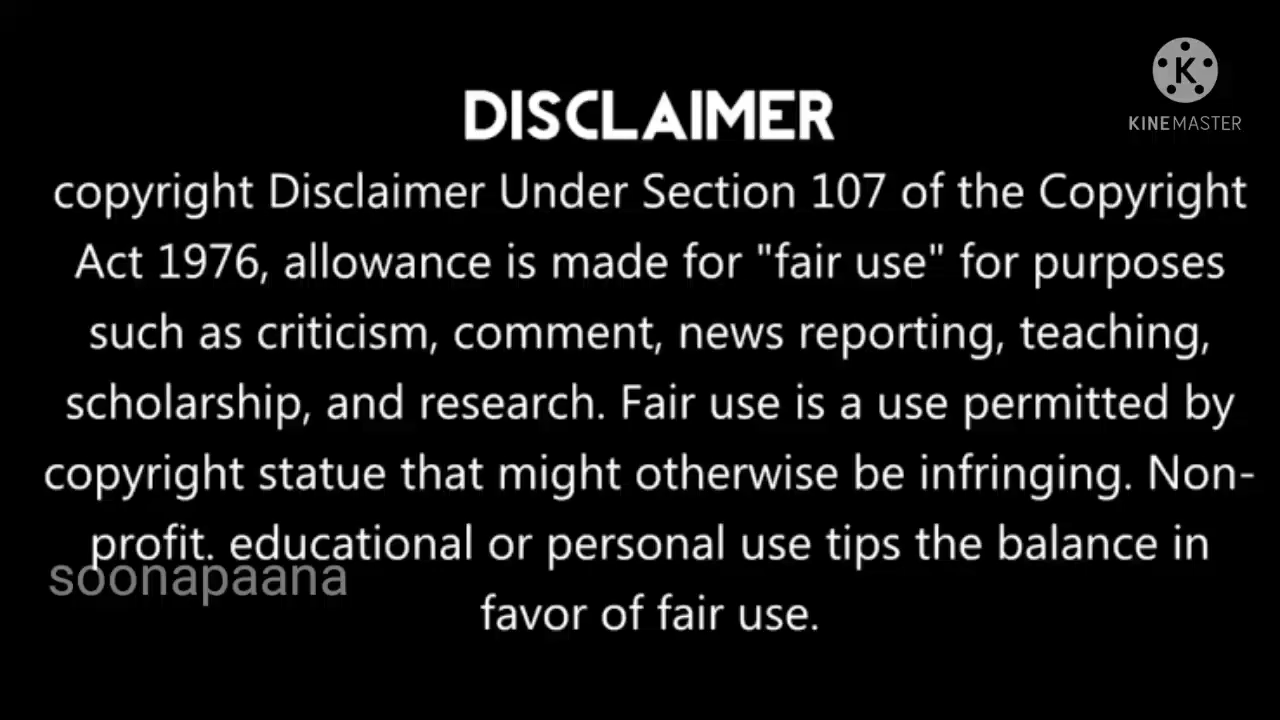 K
KINEMASTER
DISCLAIMER
copyright Disclaimer Under Section 107 of the Copyright
Act 1976, allowance is made for "fair use" for purposes
such as criticism, comment, news reporting, teaching,
scholarship, and research. Fair use is a use permitted by
copyright statue that might otherwise be infringing. Non-
profit. educational or personal use tips the balance in
soonapaana
favor of fair use.